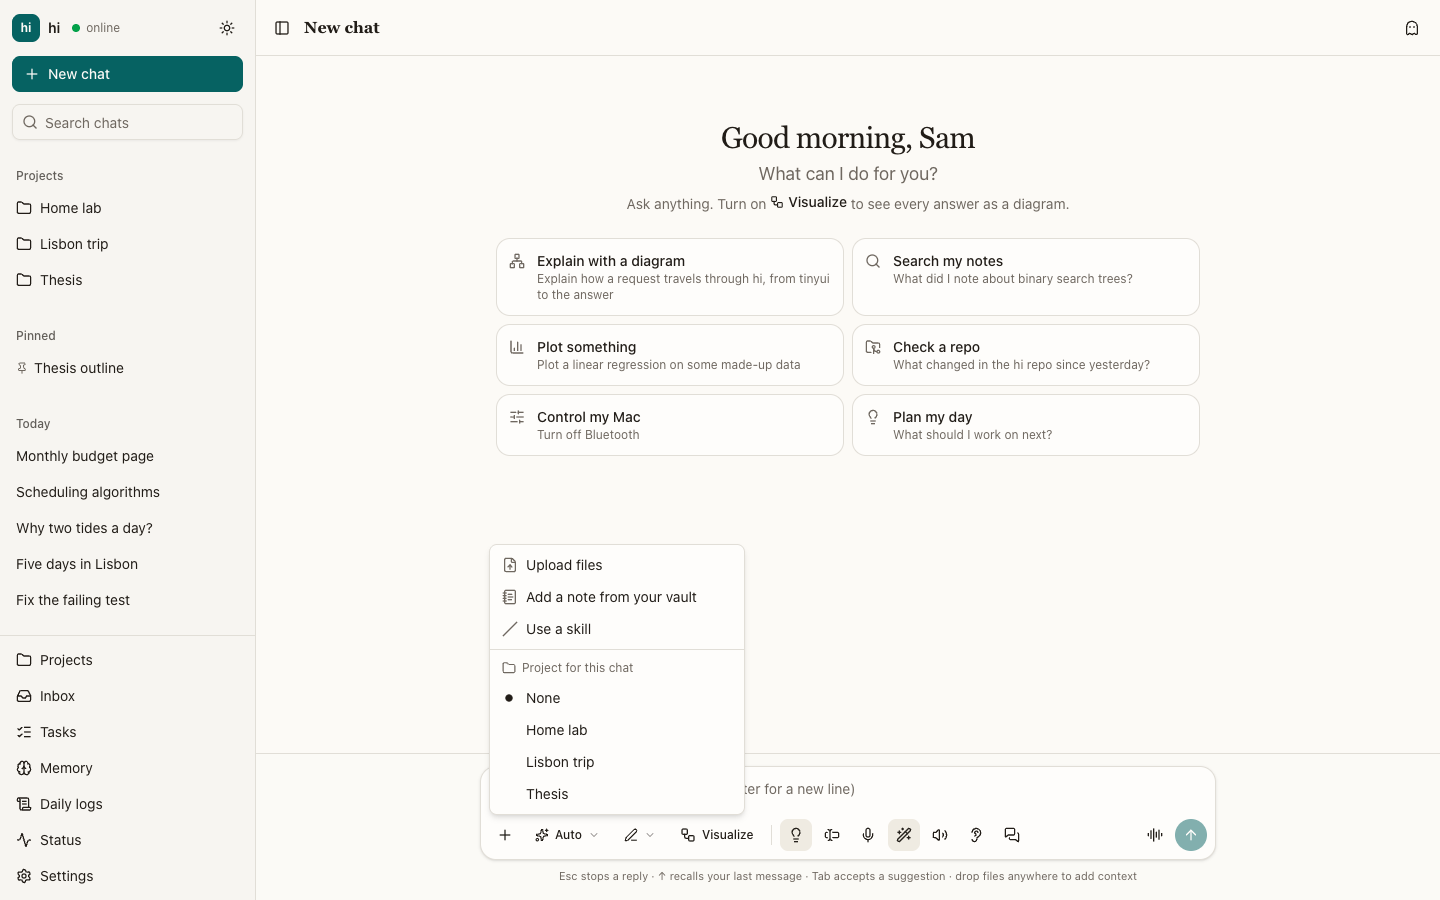 hi hi online
New chat
Search chats
Projects
Home lab
Lisbon trip
Thesis
Pinned
Thesis outline
Today
Monthly budget page
Scheduling algorithms
Why two tides a day?
Five days in Lisbon
Fix the failing test
Projects
Inbox
Tasks
Memory
Daily logs
Status
Settings
New chat
Good morning, Sam
What can I do for you?
Ask anything. Turn on Visualize to see every answer as a diagram.
Explain with a diagram
Explain how a request travels through hi, from tinyui
to the answer
Search my notes
What did I note about binary search trees?
Plot something
Plot a linear regression on some made-up data
Check a repo
What changed in the hi repo since yesterday?
Control my Mac
Turn off Bluetooth
Plan my day
What should I work on next?
Upload files
Add a note from your vault
Use a skill
Project for this chat
None
Home lab
Lisbon trip
Thesis
for a new line)
Auto
Visualize
Esc stops a reply · ↑ recalls your last message · Tab accepts a suggestion · drop files anywhere to add context